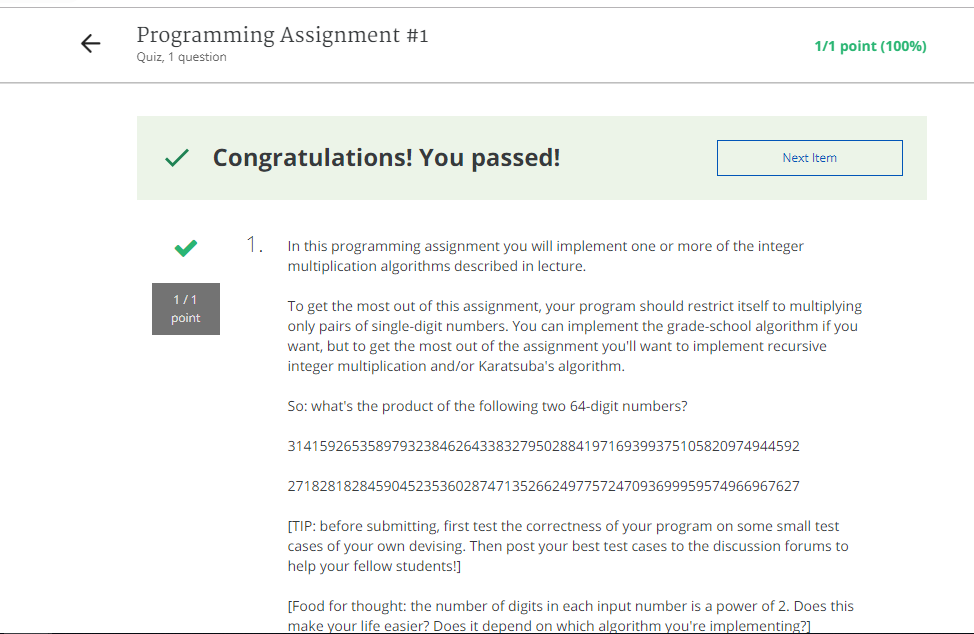 Programming Assignment #1
Quiz, 1 question
1/1 point (100%)
Congratulations! You passed!
Next Item
1 / 1
point
1.
In this programming assignment you will implement one or more of the integer
multiplication algorithms described in lecture.
To get the most out of this assignment, your program should restrict itself to multiplying
only pairs of single-digit numbers. You can implement the grade-school algorithm if you
want, but to get the most out of the assignment you'll want to implement recursive
integer multiplication and/or Karatsuba's algorithm.
So: what's the product of the following two 64-digit numbers?
3141592653589793238462643383279502884197169399375105820974944592
2718281828459045235360287471352662497757247093699959574966967627
[TIP: before submitting, first test the correctness of your program on some small test
cases of your own devising. Then post your best test cases to the discussion forums to
help your fellow students!]
[Food for thought: the number of digits in each input number is a power of 2. Does this
make your life easier? Does it depend on which algorithm you're implementing?]